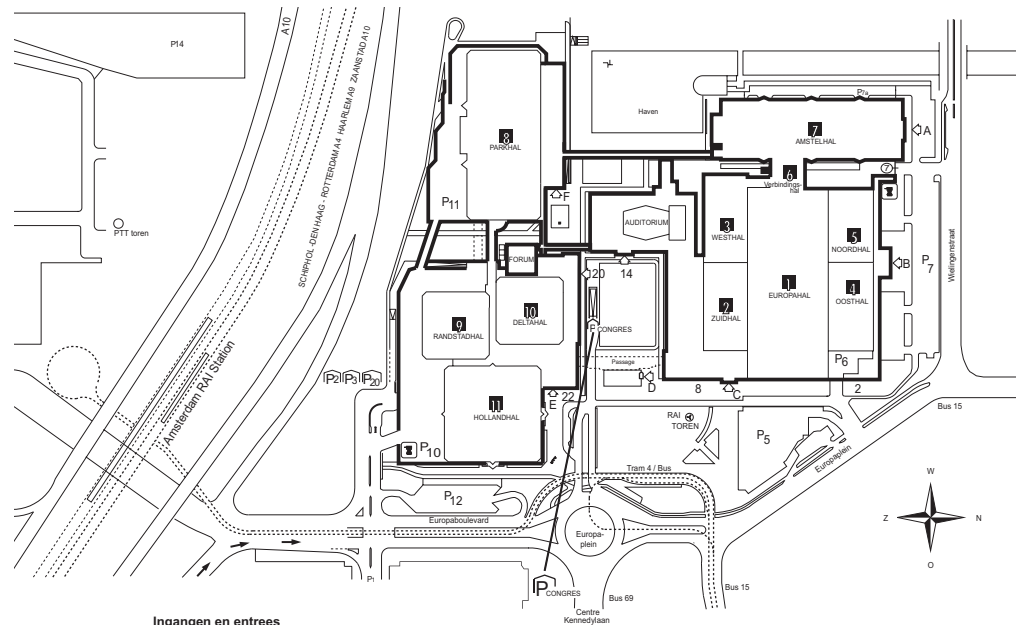 P14
A10
SCHIPHOL-DEN HAAG - ROTTERDAM A4 HAARLEM A9 ZAANSTAD A10
PTT toren
Amsterdam RAI Station
8
PARKHAL
P11
F
Haven
P7a
7
AMSTELHAL
A
6
Verbindings-
hal
7
AUDITORIUM
3
WESTHAL
5
NOORDHAL
B
P7
Wielingenstraat
FORUM
20
14
1
EUROPAHAL
4
OOSTHAL
2
ZUIDHAL
10
DELTAHAL
9
RANDSTADHAL
P CONGRES
Passage
P6
P2 P3 P20
D
8
C
2
E
22
11
HOLLANDHAL
RAI
TOREN
P5
Bus 15
Europaplein
P10
Tram 4 / Bus
P12
Europaboulevard
Europa-
plein
W
Z
N
O
P1
P CONGRES
Bus 69
Bus 15
Centre
Kennedylaan
Ingangen en entrees